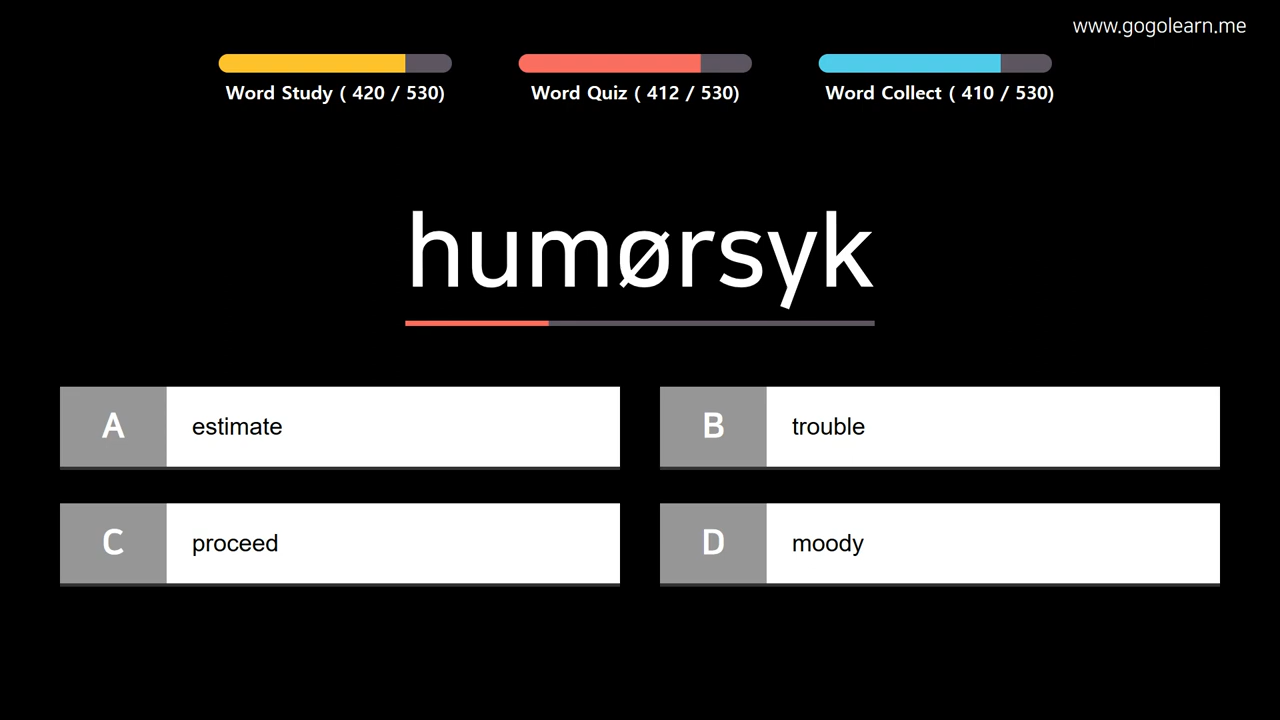 www.gogolearn.me
Word Study ( 420 / 530)
Word Quiz ( 412 / 530)
Word Collect ( 410 / 530)
humørsyk
A estimate
B trouble
C proceed
D moody